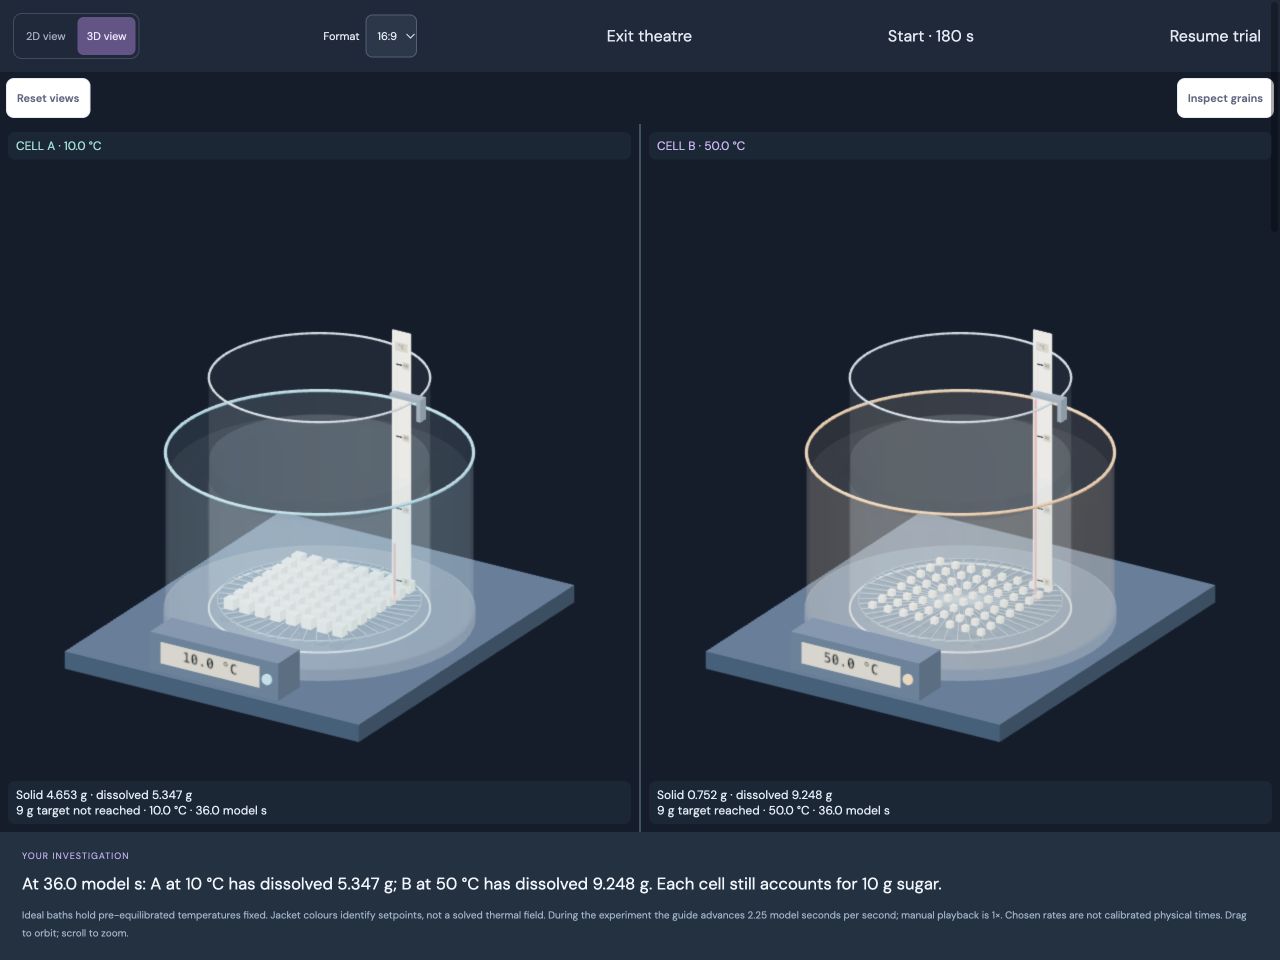 2D view
3D view
Format
16:9
Exit theatre
Start · 180 s
Resume trial
Reset views
Inspect grains
CELL A · 10.0 °C
CELL B · 50.0 °C
10.0 °C
50.0 °C
Solid 4.653 g · dissolved 5.347 g
9 g target not reached · 10.0 °C · 36.0 model s
Solid 0.752 g · dissolved 9.248 g
9 g target reached · 50.0 °C · 36.0 model s
YOUR INVESTIGATION
At 36.0 model s: A at 10 °C has dissolved 5.347 g; B at 50 °C has dissolved 9.248 g. Each cell still accounts for 10 g sugar.
Ideal baths hold pre-equilibrated temperatures fixed. Jacket colours identify setpoints, not a solved thermal field. During the experiment the guide advances 2.25 model seconds per second; manual playback is 1×. Chosen rates are not calibrated physical times. Drag
to orbit; scroll to zoom.